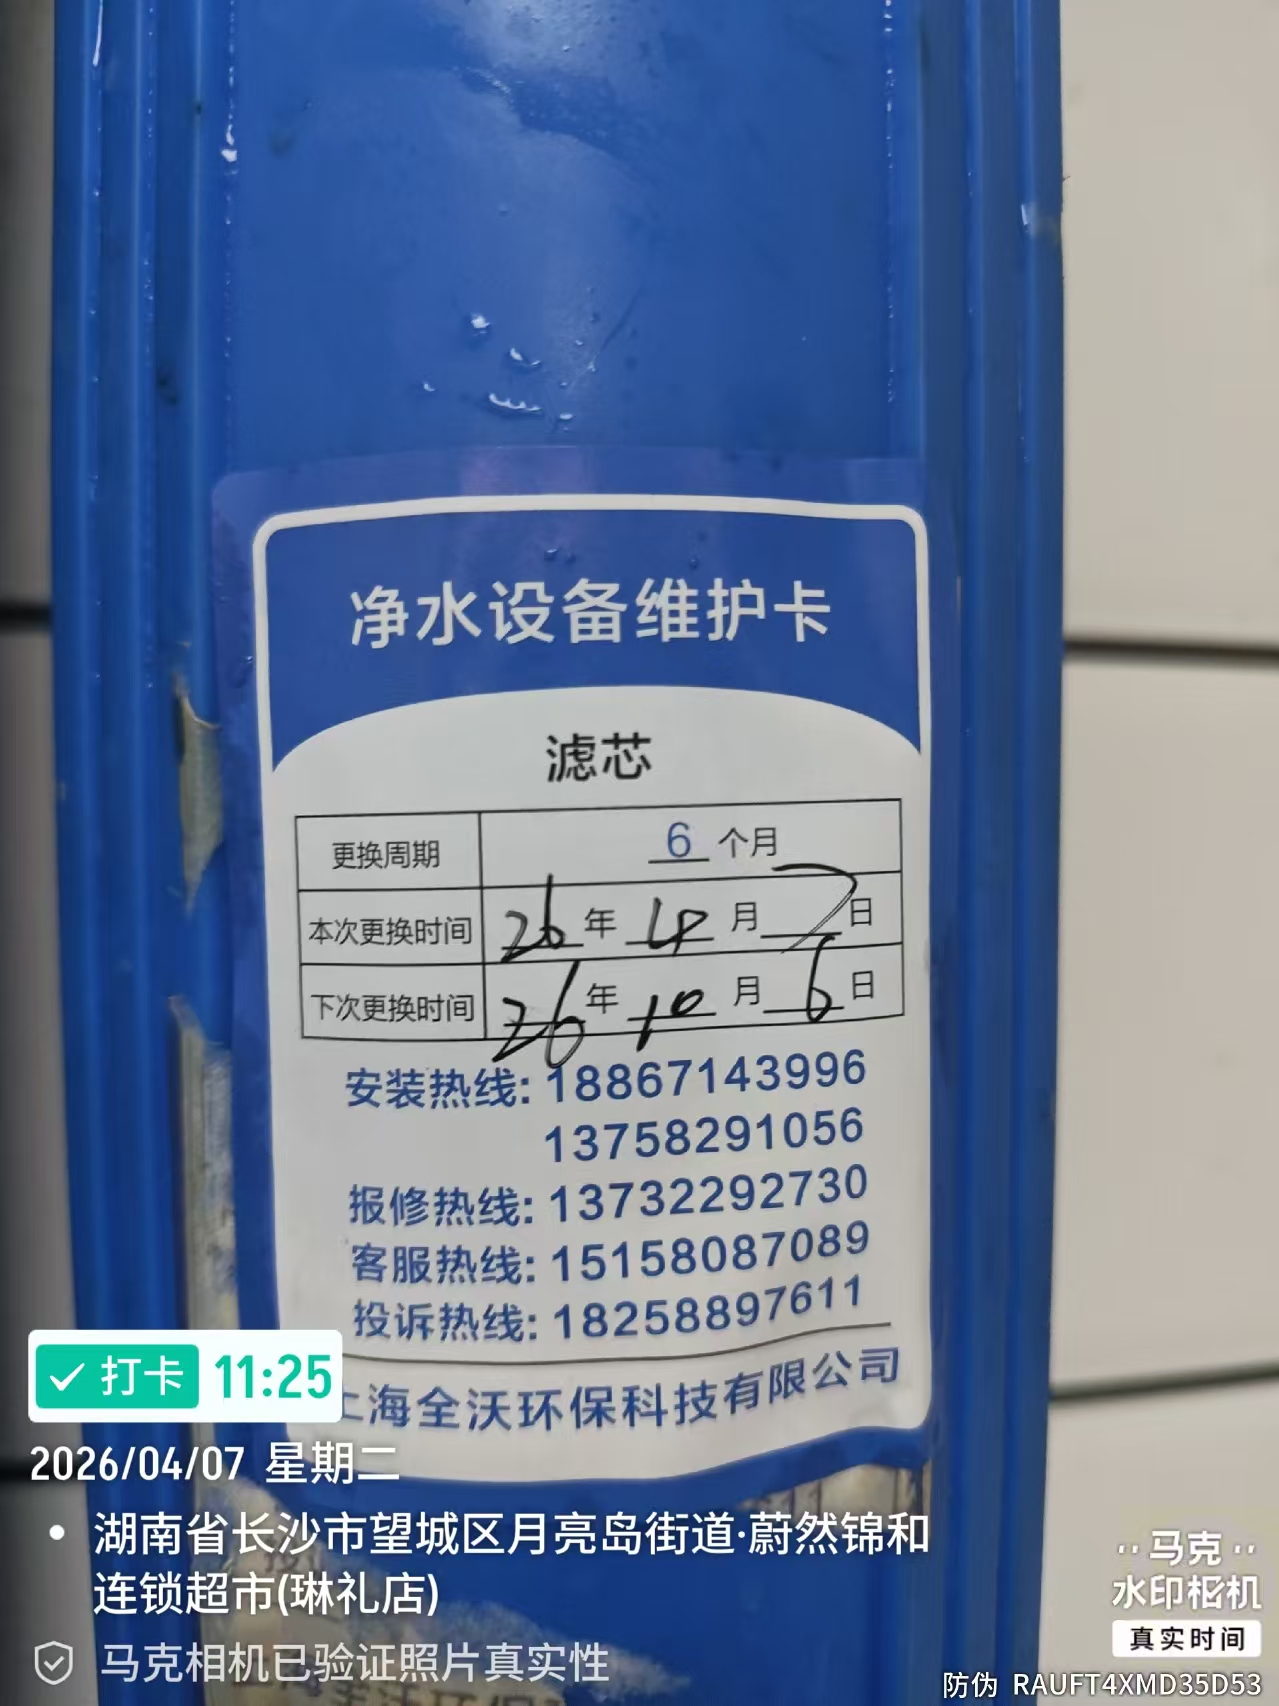 净水设备维护卡
滤芯
更换周期 6 个月
本次更换时间 26 年 4 月 7 日
下次更换时间 26 年 10 月 6 日
安装热线: 18867143996
13758291056
报修热线: 13732292730
客服热线: 15158087089
投诉热线: 18258897611
上海全沃环保科技有限公司
打卡 11:25
2026/04/07 星期二
湖南省长沙市望城区月亮岛街道·蔚然锦和
连锁超市(琳礼店)
马克相机已验证照片真实性
马克
水印相机
真实时间
防伪 RAUFT4XMD35D53